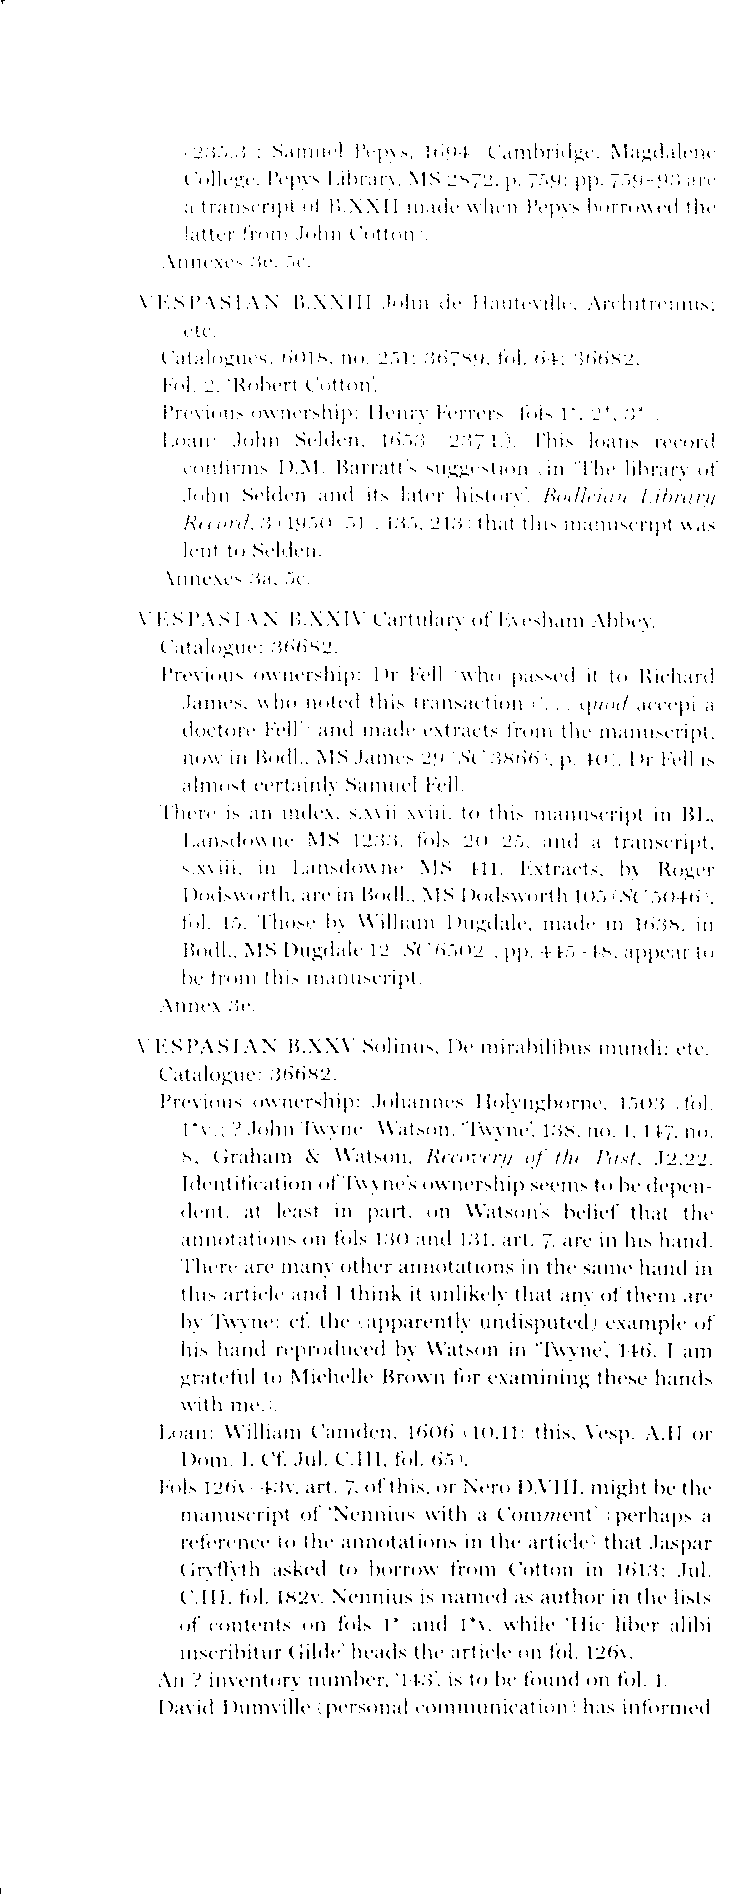 (235.3); Samuel Pepys, 1694 (Cambridge, Magdalene
College, Pepys Library, MS 2872, p. 759; pp. 759–93 are
a transcript of B.XXII made when Pepys borrowed the
latter from John Cotton).
Annexes 3e, 5c.
VESPASIAN B.XXIII John de Hauteville, Architrenius;
etc.
Catalogues: 6018, no. 251; 36789, fol. 64; 36682.
Fol. 2, 'Robert Cotton'.
Previous ownership: Henry Ferrers (fols 1*, 2*, 3*).
Loan: John Selden, 1653 (237.1). This loans record
confirms D.M. Barratt's suggestion (in 'The library of
John Selden and its later history', Bodleian Library
Record, 3 (1950–51), 135, 213) that this manuscript was
lent to Selden.
Annexes 3a, 5c.
VESPASIAN B.XXIV Cartulary of Evesham Abbey.
Catalogue: 36682.
Previous ownership: Dr Fell (who passed it to Richard
James, who noted this transaction ('. . . quod accepi a
doctore Fell') and made extracts from the manuscript,
now in Bodl., MS James 29 (SC 3866), p. 40). Dr Fell is
almost certainly Samuel Fell.
There is an index, s.xvii–xviii, to this manuscript in BL,
Lansdowne MS 1233, fols 20–25, and a transcript,
s.xviii, in Lansdowne MS 411. Extracts, by Roger
Dodsworth, are in Bodl., MS Dodsworth 105 (SC 5046),
fol. 15. Those by William Dugdale, made in 1638, in
Bodl., MS Dugdale 12 (SC 6502), pp. 445–48, appear to
be from this manuscript.
Annex 3e.
VESPASIAN B.XXV Solinus, De mirabilibus mundi; etc.
Catalogue: 36682.
Previous ownership: Johannes Holyngborne, 1503 (fol.
1*v); ? John Twyne (Watson, 'Twyne', 138, no. 1, 147, no.
8, Graham & Watson, Recovery of the Past, J2.22.
Identification of Twyne's ownership seems to be depen-
dent, at least in part, on Watson's belief that the
annotations on fols 130 and 131, art. 7, are in his hand.
There are many other annotations in the same hand in
this article and I think it unlikely that any of them are
by Twyne: cf. the (apparently undisputed) example of
his hand reproduced by Watson in 'Twyne', 146. I am
grateful to Michelle Brown for examining these hands
with me.).
Loan: William Camden, 1606 (10.11: this, Vesp. A.II or
Dom. I. Cf. Jul. C.III, fol. 65).
Fols 126v–43v, art. 7, of this, or Nero D.VIII, might be the
manuscript of 'Nennius with a Comment' (perhaps a
reference to the annotations in the article) that Jaspar
Gryffyth asked to borrow from Cotton in 1613: Jul.
C.III, fol. 182v. Nennius is named as author in the lists
of contents on fols 1* and 1*v, while 'Hic liber alibi
inscribitur Gilde' heads the article on fol. 126v.
An ? inventory number, '143', is to be found on fol. 1.
David Dumville (personal communication) has informed